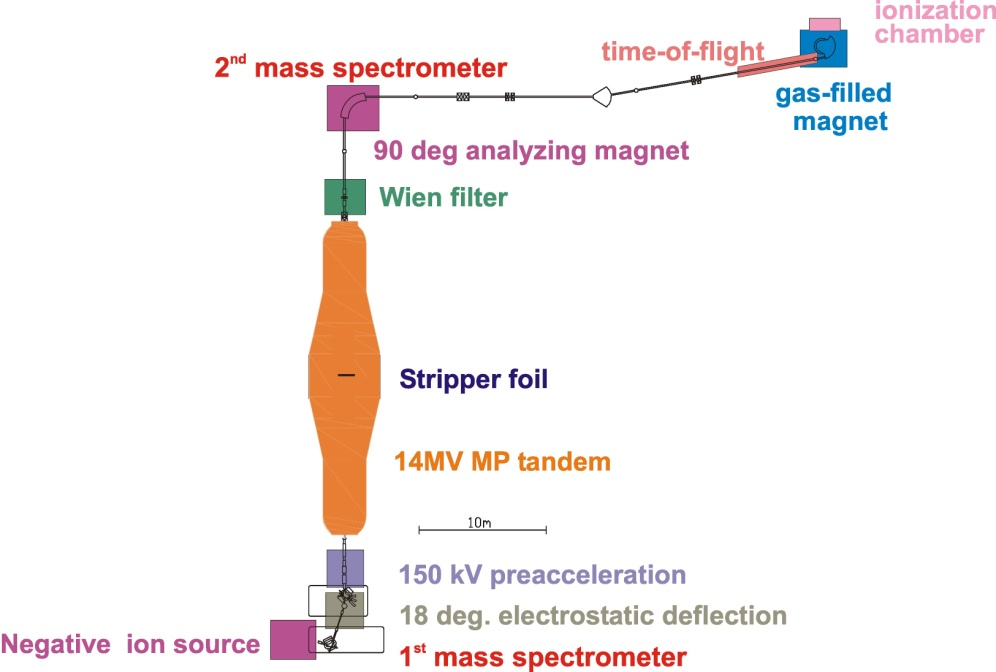 ionization
chamber
time-of-flight
2nd mass spectrometer
gas-filled
magnet
90 deg analyzing magnet
Wien filter
Stripper foil
14MV MP tandem
10m
150 kV preacceleration
18 deg. electrostatic deflection
Negative ion source
1st mass spectrometer